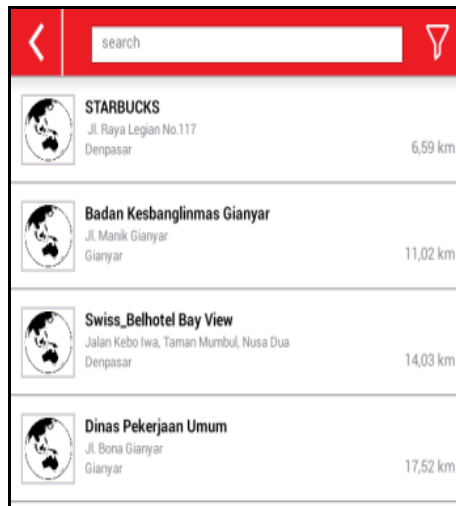 search
STARBUCKS
Jl. Raya Legian No.117
Denpasar
6,59 km
Badan Kesbanglinmas Gianyar
Jl. Manik Gianyar
Gianyar
11,02 km
Swiss_Belhotel Bay View
Jalan Kebo Iwa, Taman Mumbul, Nusa Dua
Denpasar
14,03 km
Dinas Pekerjaan Umum
Jl. Bona Gianyar
Gianyar
17,52 km